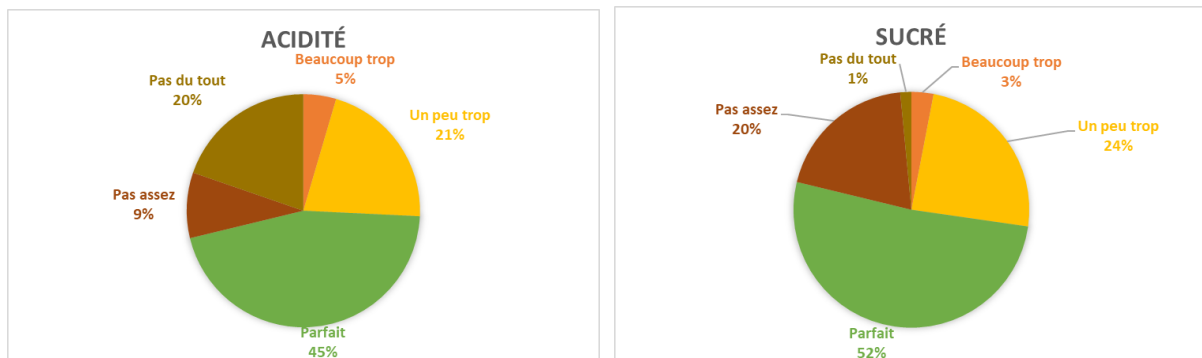 ACIDITÉ
Beaucoup trop
5%
Pas du tout
20%
Un peu trop
21%
Pas assez
9%
Parfait
45%
SUCRÉ
Pas du tout
1%
Beaucoup trop
3%
Pas assez
20%
Un peu trop
24%
Parfait
52%